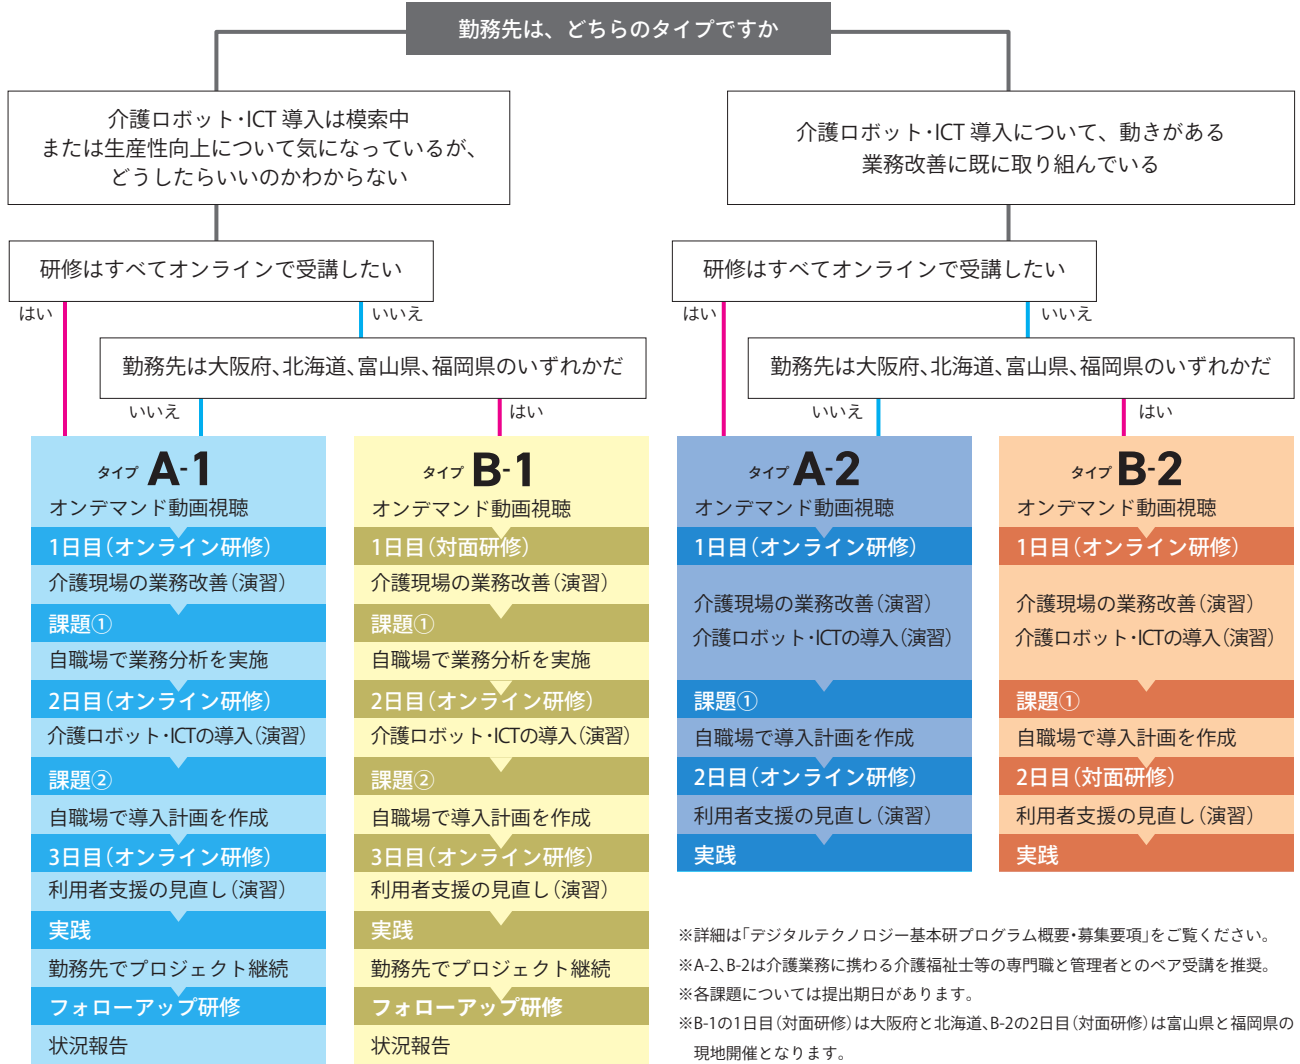 勤務先は、どちらのタイプですか
介護ロボット・ICT 導入は模索中
または生産性向上について気になっているが、
どうしたらいいのかわからない
研修はすべてオンラインで受講したい
はい
いいえ
勤務先は大阪府、北海道、富山県、福岡県のいずれかだ
いいえ
はい
介護ロボット・ICT 導入について、動きがある
業務改善に既に取り組んでいる
研修はすべてオンラインで受講したい
はい
いいえ
勤務先は大阪府、北海道、富山県、福岡県のいずれかだ
いいえ
はい
タイプ A-1
オンデマンド動画視聴
1日目(オンライン研修)
介護現場の業務改善(演習)
課題①
自職場で業務分析を実施
2日目(オンライン研修)
介護ロボット・ICTの導入(演習)
課題②
自職場で導入計画を作成
3日目(オンライン研修)
利用者支援の見直し(演習)
実践
勤務先でプロジェクト継続
フォローアップ研修
状況報告
タイプ B-1
オンデマンド動画視聴
1日目(対面研修)
介護現場の業務改善(演習)
課題①
自職場で業務分析を実施
2日目(オンライン研修)
介護ロボット・ICTの導入(演習)
課題②
自職場で導入計画を作成
3日目(オンライン研修)
利用者支援の見直し(演習)
実践
勤務先でプロジェクト継続
フォローアップ研修
状況報告
タイプ A-2
オンデマンド動画視聴
1日目(オンライン研修)
介護現場の業務改善(演習)
介護ロボット・ICTの導入(演習)
課題①
自職場で導入計画を作成
2日目(オンライン研修)
利用者支援の見直し(演習)
実践
タイプ B-2
オンデマンド動画視聴
1日目(オンライン研修)
介護現場の業務改善(演習)
介護ロボット・ICTの導入(演習)
課題①
自職場で導入計画を作成
2日目(対面研修)
利用者支援の見直し(演習)
実践
※詳細は「デジタルテクノロジー基本研プログラム概要・募集要項」をご覧ください。
※A-2、B-2は介護業務に携わる介護福祉士等の専門職と管理者とのペア受講を推奨。
※各課題については提出期日があります。
※B-1の1日目(対面研修)は大阪府と北海道、B-2の2日目(対面研修)は富山県と福岡県の
現地開催となります。